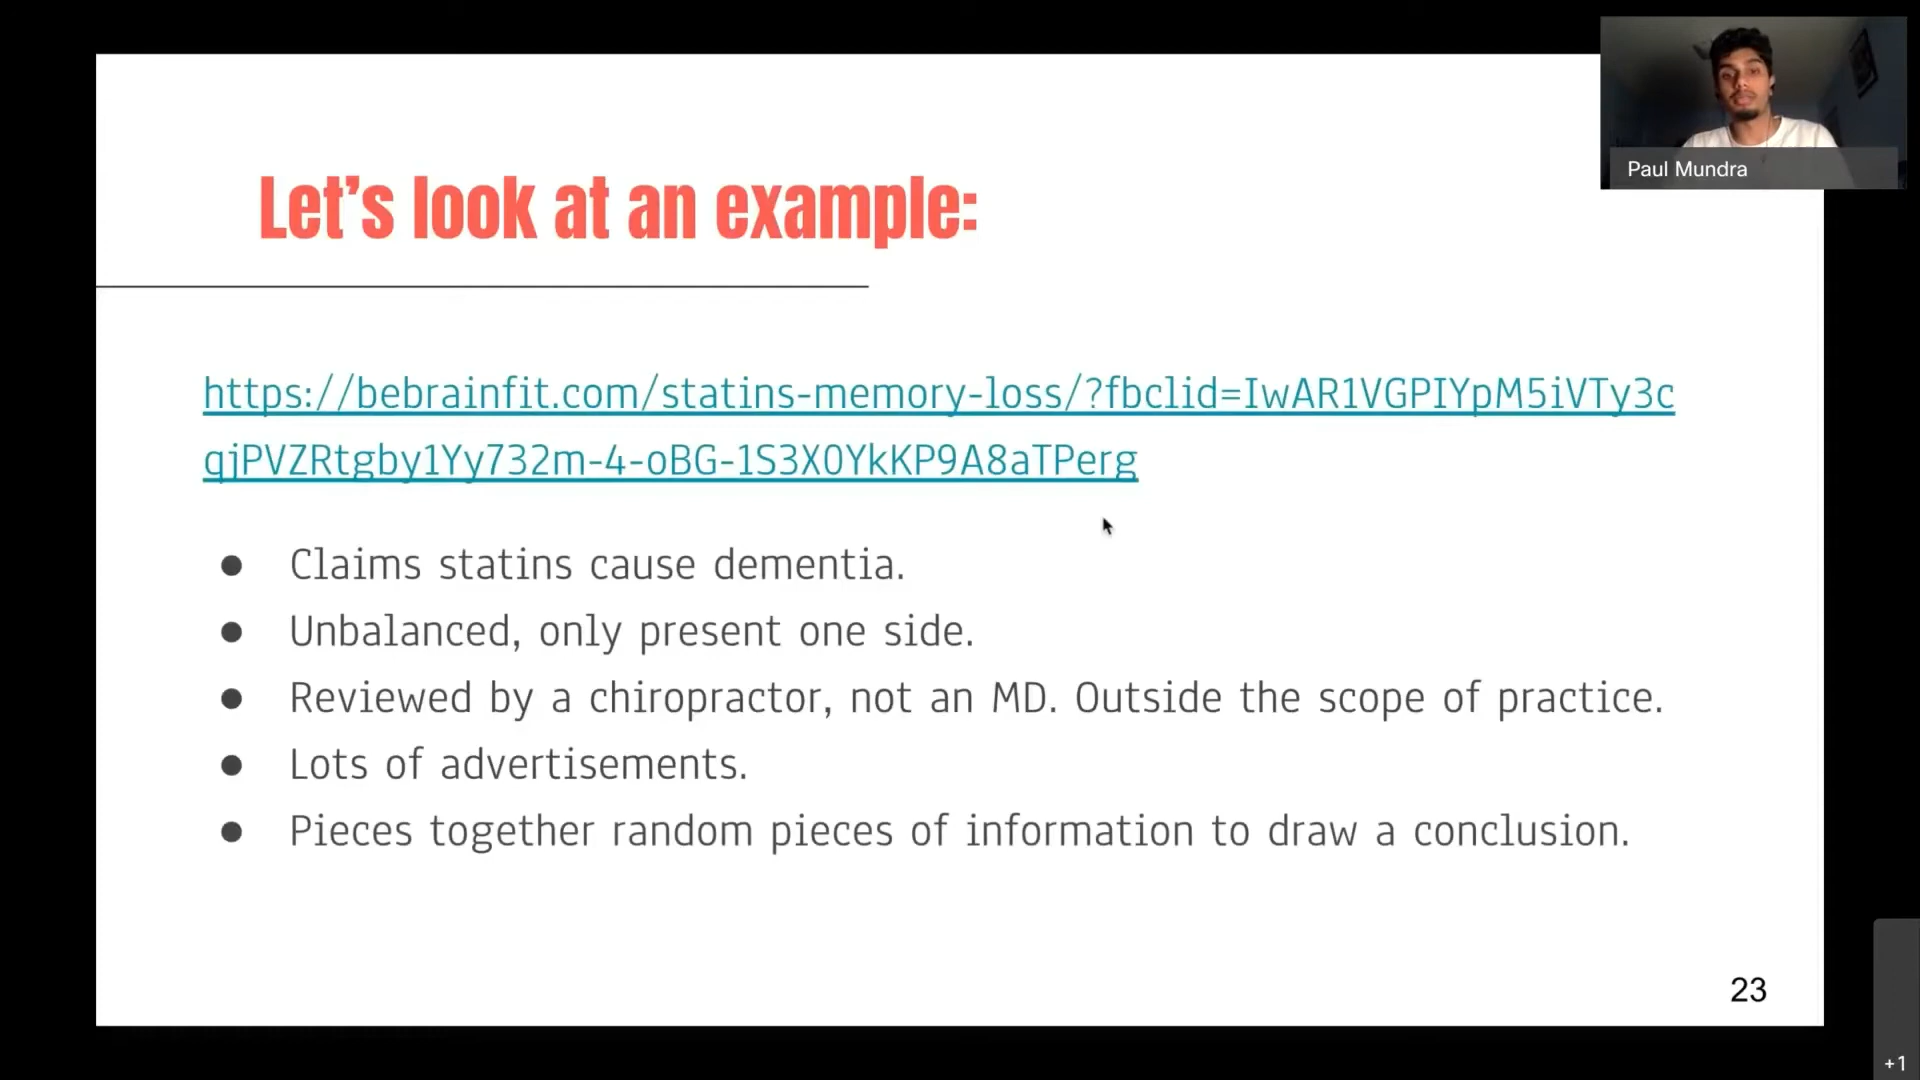 Paul Mundra
Let's look at an example:
https://bebrainfit.com/statins-memory-loss/?fbclid=IwAR1VGPIYpM5iVTy3c
qjPVZRtgby1Yy732m-4-oBG-1S3X0YkKP9A8aTPerg
● Claims statins cause dementia.
● Unbalanced, only present one side.
● Reviewed by a chiropractor, not an MD. Outside the scope of practice.
● Lots of advertisements.
● Pieces together random pieces of information to draw a conclusion.
23
+1